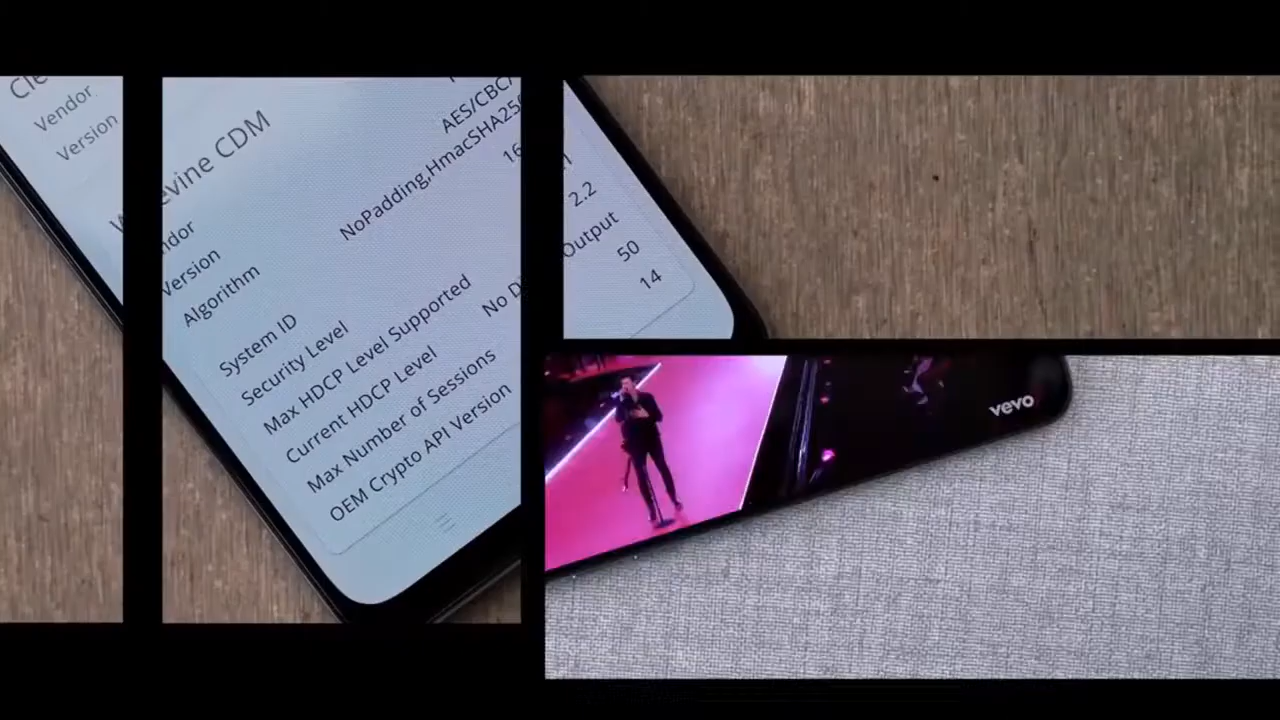 Vendor
Version
evine CDM
ndor
Version
Algorithm
AES/CBC/
NoPadding,HmacSHA256
16
System ID
Security Level
Max HDCP Level Supported
2.2
Current HDCP Level
No D
Output
Max Number of Sessions
50
OEM Crypto API Version
14
vevo